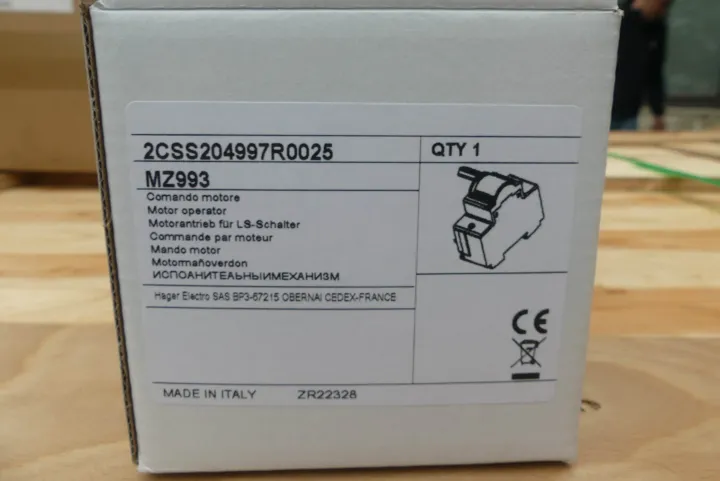 2CSS204997R0025
QTY 1
MZ993
Comando motore
Motor operator
Motorantrieb für LS-Schalter
Commande par moteur
Mando motor
Motormañoverdon
ИСПОАНИТЕАЬНЫИМЕХАНИЗМ
Hager Electro SAS BP3-67215 OBERNAI CEDEX-FRANCE
CE
MADE IN ITALY
ZR22328